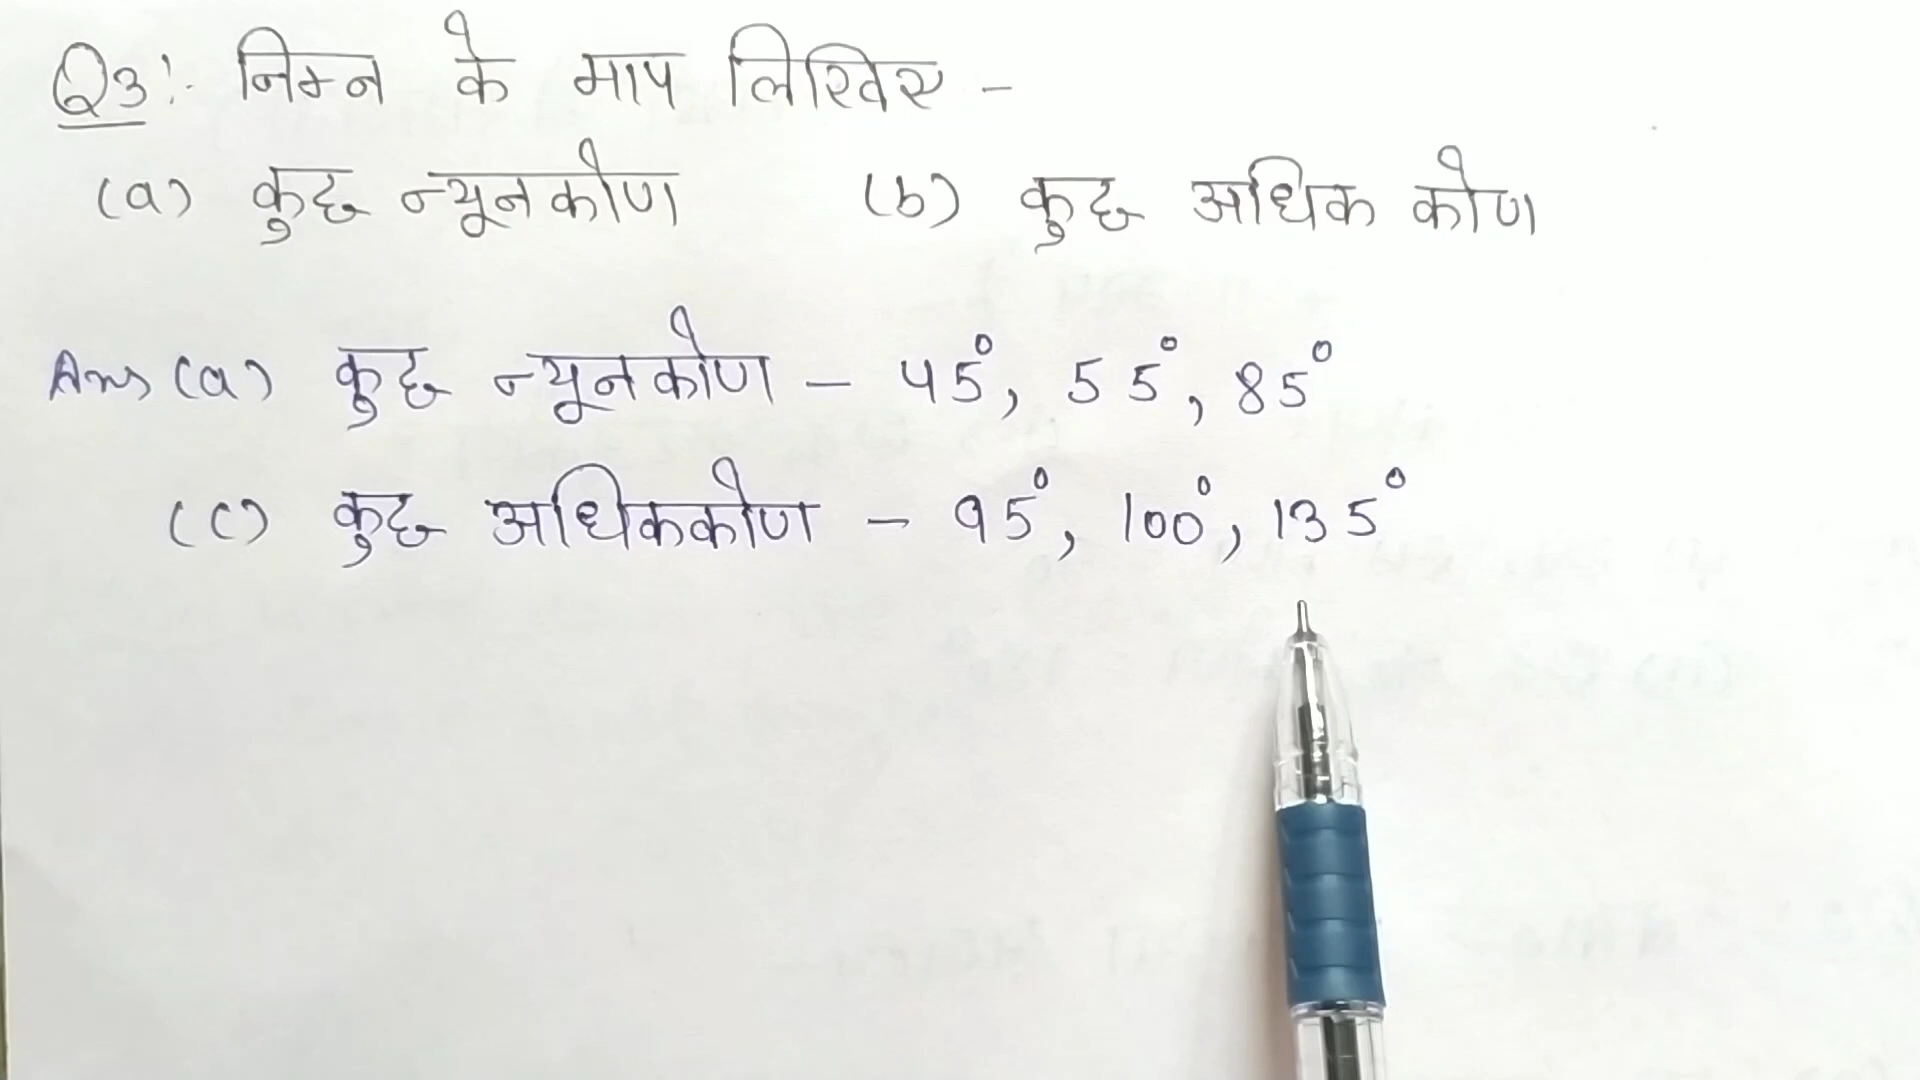 Q3:- निम्न के माप लिखिए -
(a) कुछ न्यूनकोण (b) कुछ अधिक कोण
Ans (a) कुछ न्यूनकोण - 45°, 55°, 85°
(c) कुछ अधिककोण - 95°, 100°, 135°